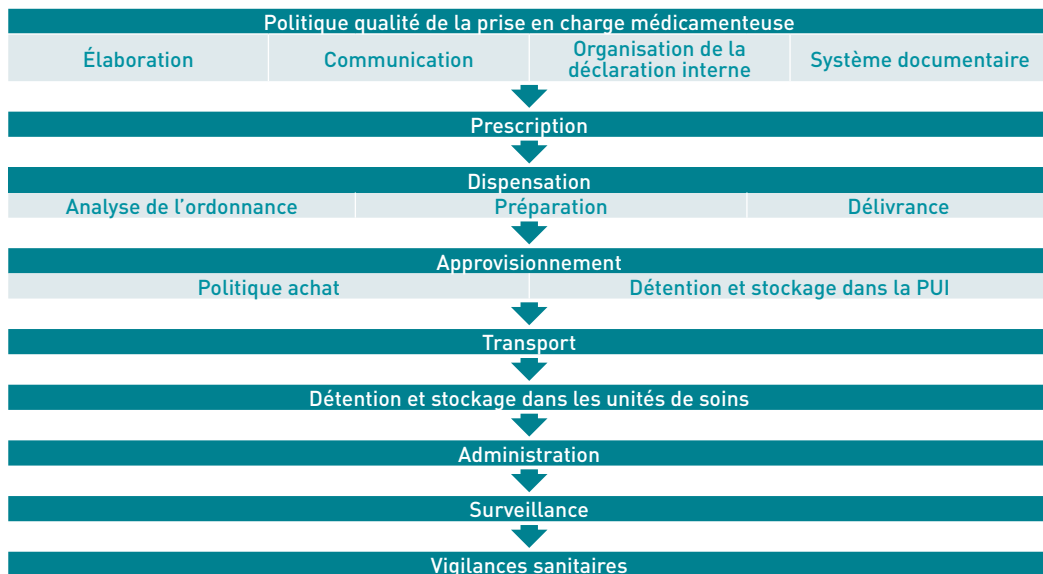 Politique qualité de la prise en charge médicamenteuse
Élaboration
Communication
Organisation de la
déclaration interne
Système documentaire
Prescription
Dispensation
Analyse de l'ordonnance
Préparation
Délivrance
Approvisionnement
Politique achat
Détention et stockage dans la PUI
Transport
Détention et stockage dans les unités de soins
Administration
Surveillance
Vigilances sanitaires